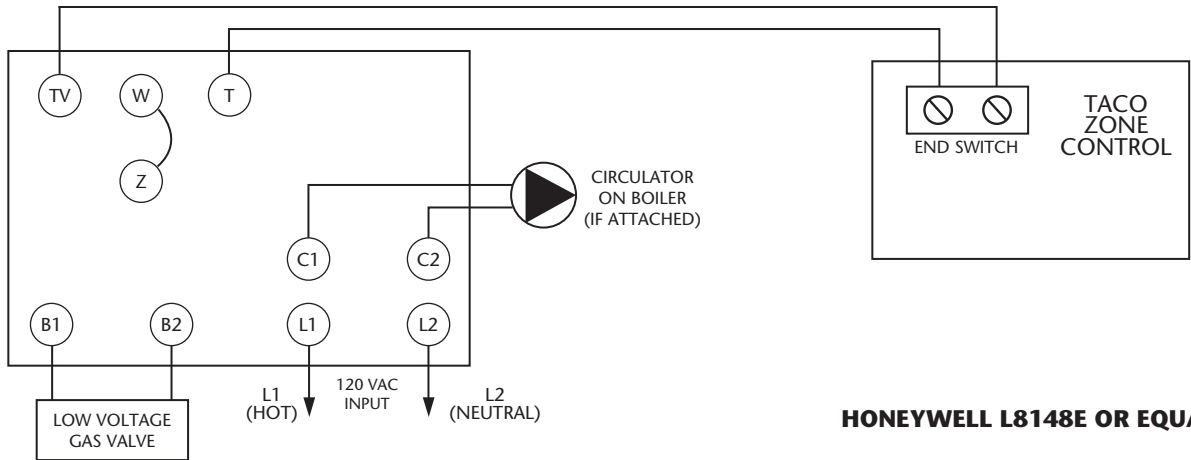 TV
W
T
Z
TACO
ZONE
CONTROL
END SWITCH
CIRCULATOR
ON BOILER
(IF ATTACHED)
C1
C2
B1
B2
L1
L2
L1
(HOT)
120 VAC
INPUT
L2
(NEUTRAL)
LOW VOLTAGE
GAS VALVE
HONEYWELL L8148E OR